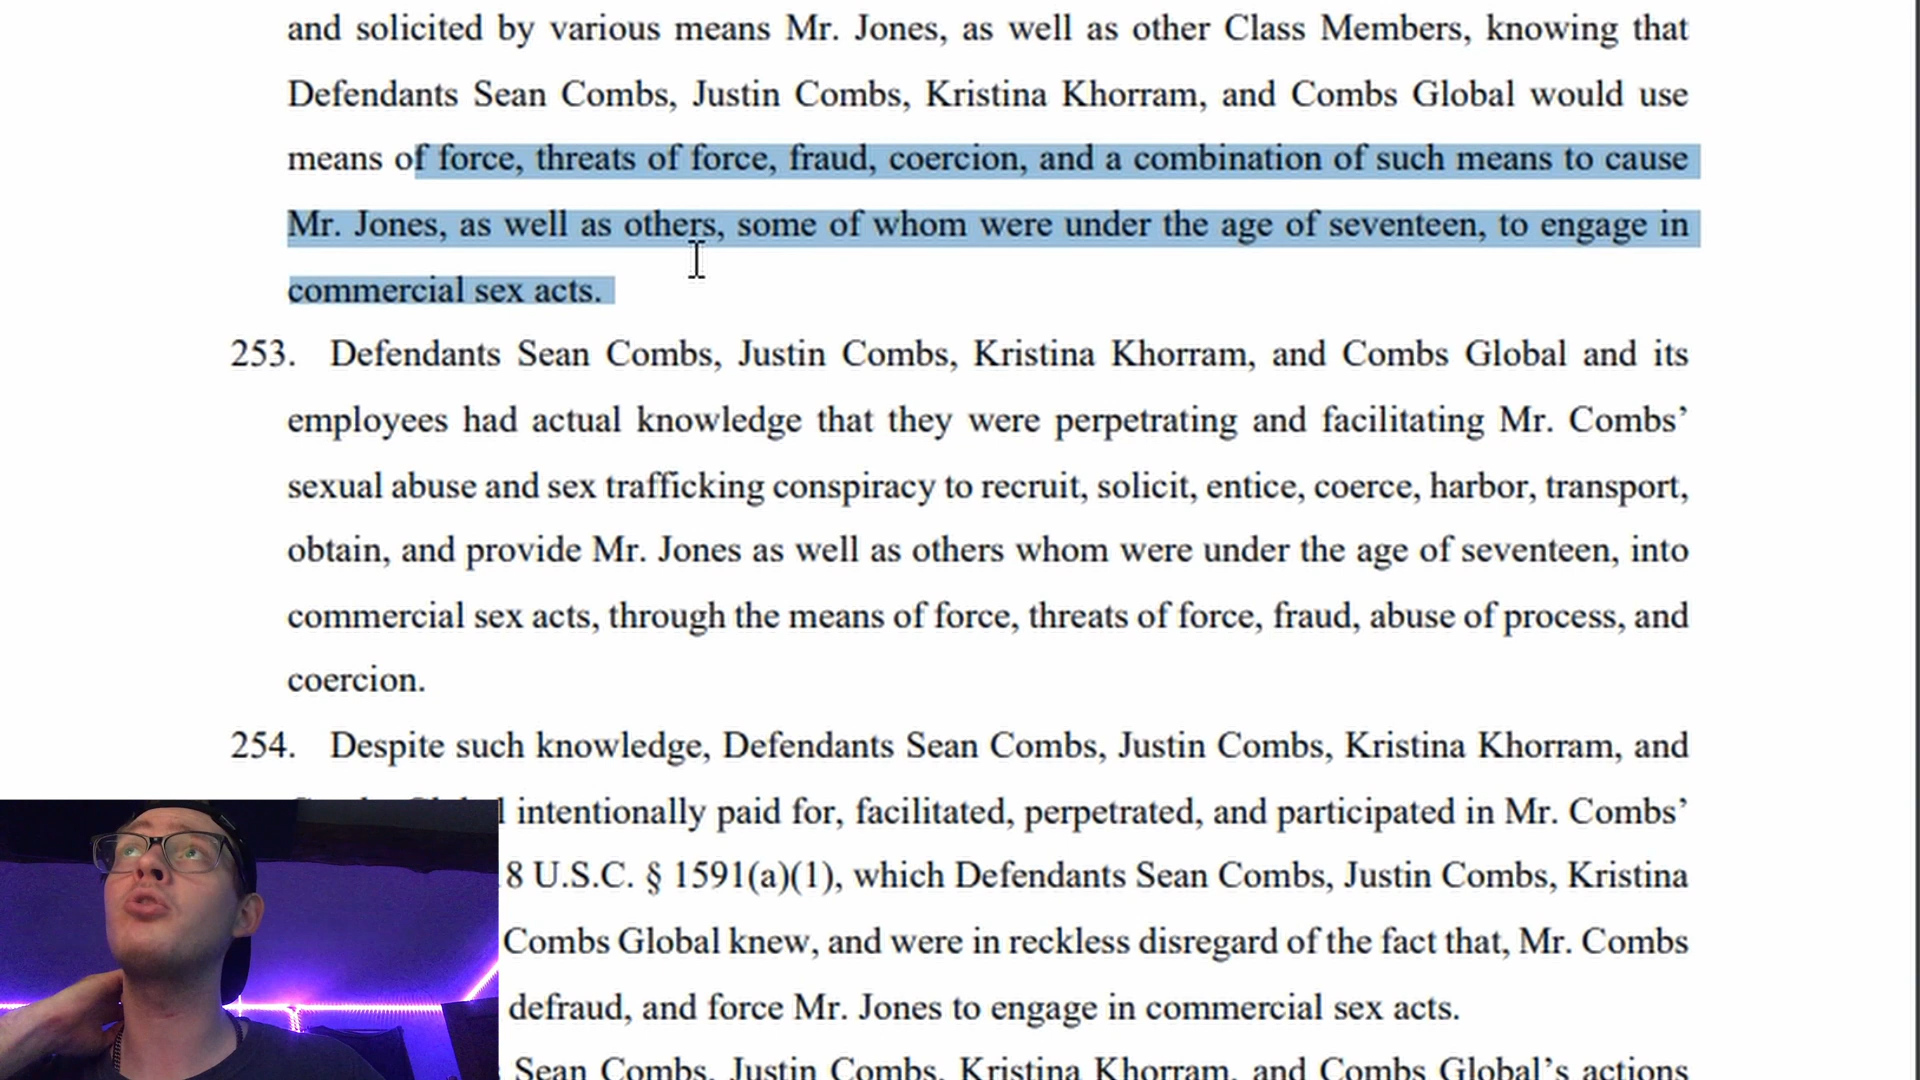 and solicited by various means Mr. Jones, as well as other Class Members, knowing that
Defendants Sean Combs, Justin Combs, Kristina Khorram, and Combs Global would use
means of force, threats of force, fraud, coercion, and a combination of such means to cause
Mr. Jones, as well as others, some of whom were under the age of seventeen, to engage in
commercial sex acts.
253. Defendants Sean Combs, Justin Combs, Kristina Khorram, and Combs Global and its
employees had actual knowledge that they were perpetrating and facilitating Mr. Combs’
sexual abuse and sex trafficking conspiracy to recruit, solicit, entice, coerce, harbor, transport,
obtain, and provide Mr. Jones as well as others whom were under the age of seventeen, into
commercial sex acts, through the means of force, threats of force, fraud, abuse of process, and
coercion.
254. Despite such knowledge, Defendants Sean Combs, Justin Combs, Kristina Khorram, and
intentionally paid for, facilitated, perpetrated, and participated in Mr. Combs’
8 U.S.C. § 1591(a)(1), which Defendants Sean Combs, Justin Combs, Kristina
Combs Global knew, and were in reckless disregard of the fact that, Mr. Combs
defraud, and force Mr. Jones to engage in commercial sex acts.
Sean Combs, Justin Combs, Kristina Khorram, and Combs Global’s actions